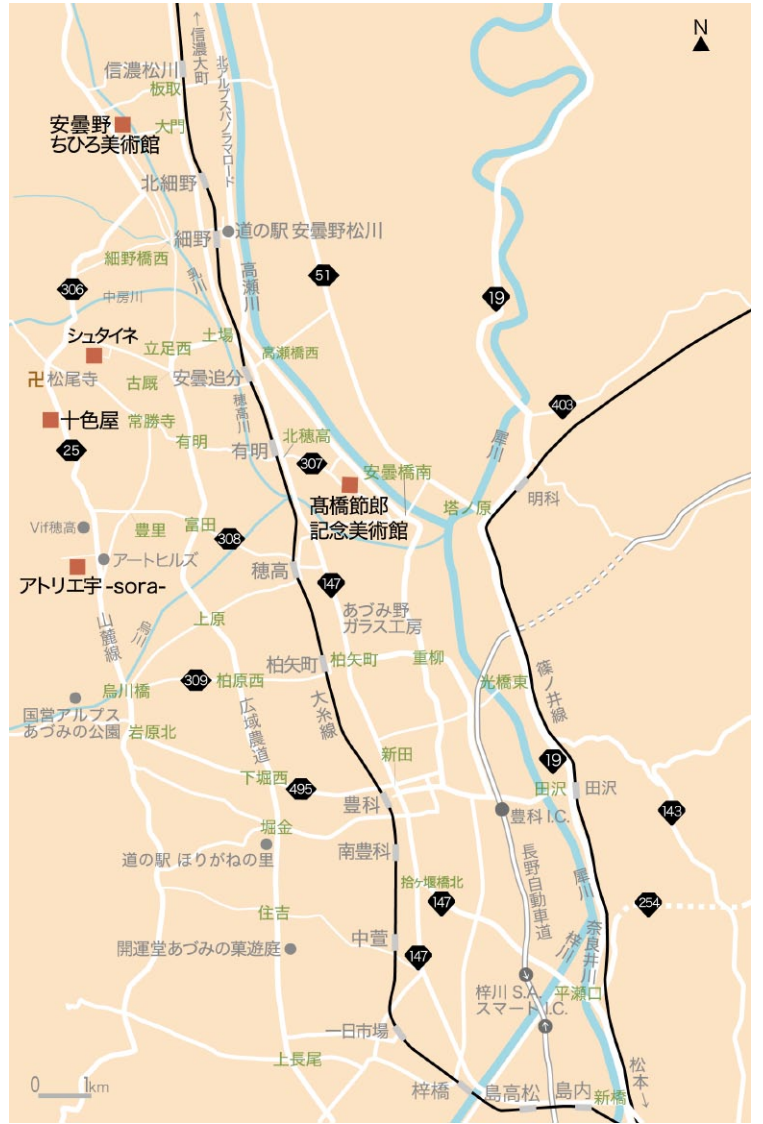 N
←信濃大町
信濃松川
板取
北アルプスパノラマロード
安曇野
ちひろ美術館
大門
北細野
道の駅 安曇野松川
細野
細野橋西
乳川
高瀬川
51
306
中房川
19
シュタイネ
立足西
土場
高瀬橋西
卍松尾寺
古厩
安曇追分
穂高川
403
十色屋
常勝寺
有明
北穂高
犀川
25
有明
307
安曇橋南
髙橋節郎
記念美術館
塔ノ原
明科
Vif穂高
豊里
富田
308
アートヒルズ
アトリエ宇-sora-
穂高
147
あづみ野
ガラス工房
山麓線
烏川
上原
柏矢町
柏矢町
重柳
篠ノ井線
烏川橋
309
柏原西
大糸線
光橋東
国営アルプス
あづみの公園
岩原北
広域農道
新田
19
下堀西
495
豊科
田沢
田沢
豊科 I.C.
143
堀金
道の駅 ほりがねの里
南豊科
長野自動車道
拾ケ堰橋北
犀川
147
254
住吉
奈良井川
梓川
中萱
開運堂あづみの菓遊庭
147
梓川 S.A.
スマート I.C.
平瀬口
一日市場
上長尾
松本→
0 1km
梓橋
島高松
島内
新橋